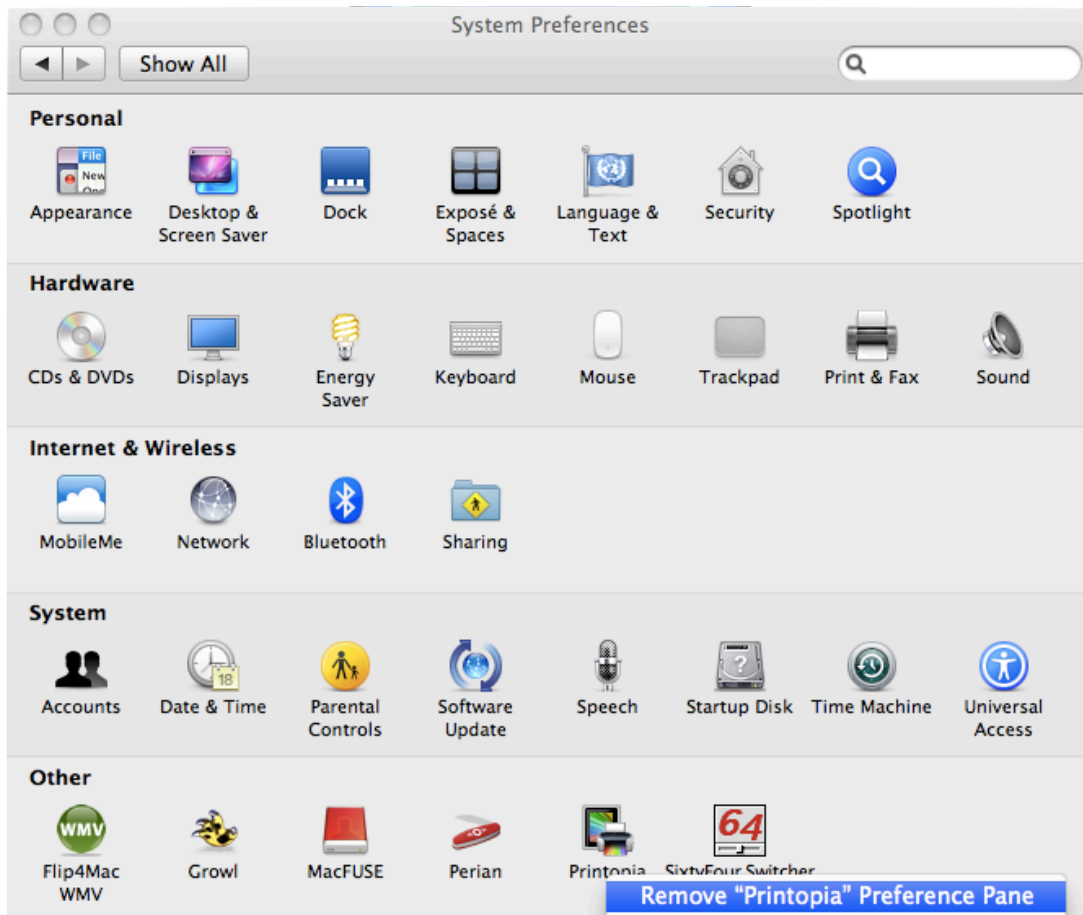 System Preferences
Show All
Personal
File
New
One
Appearance
Desktop &
Screen Saver
Dock
Exposé &
Spaces
Language &
Text
Security
Spotlight
Hardware
CDs & DVDs
Displays
Energy
Saver
Keyboard
Mouse
Trackpad
Print & Fax
Sound
Internet & Wireless
MobileMe
Network
Bluetooth
Sharing
System
Accounts
18
Date & Time
Parental
Controls
Software
Update
Speech
?
Startup Disk
Time Machine
Universal
Access
Other
WMV
Flip4Mac
WMV
Growl
MacFUSE
Perian
Printopia
64
SixtyFour Switcher
Remove “Printopia” Preference Pane